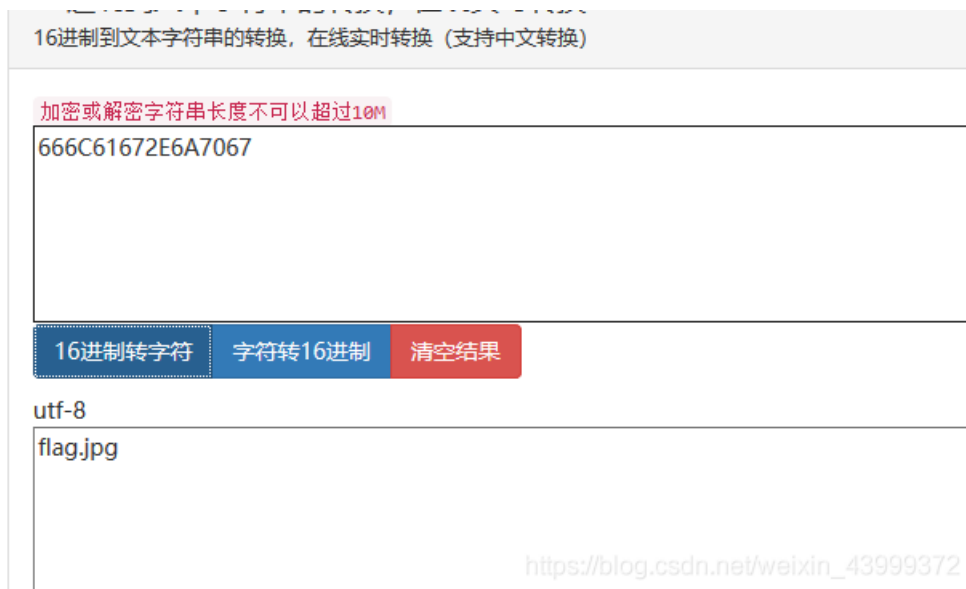 16进制到文本字符串的转换，在线实时转换（支持中文转换）
加密或解密字符串长度不可以超过10M
666C61672E6A7067
16进制转字符 字符转16进制 清空结果
utf-8
flag.jpg
https://blog.csdn.net/weixin_43999372